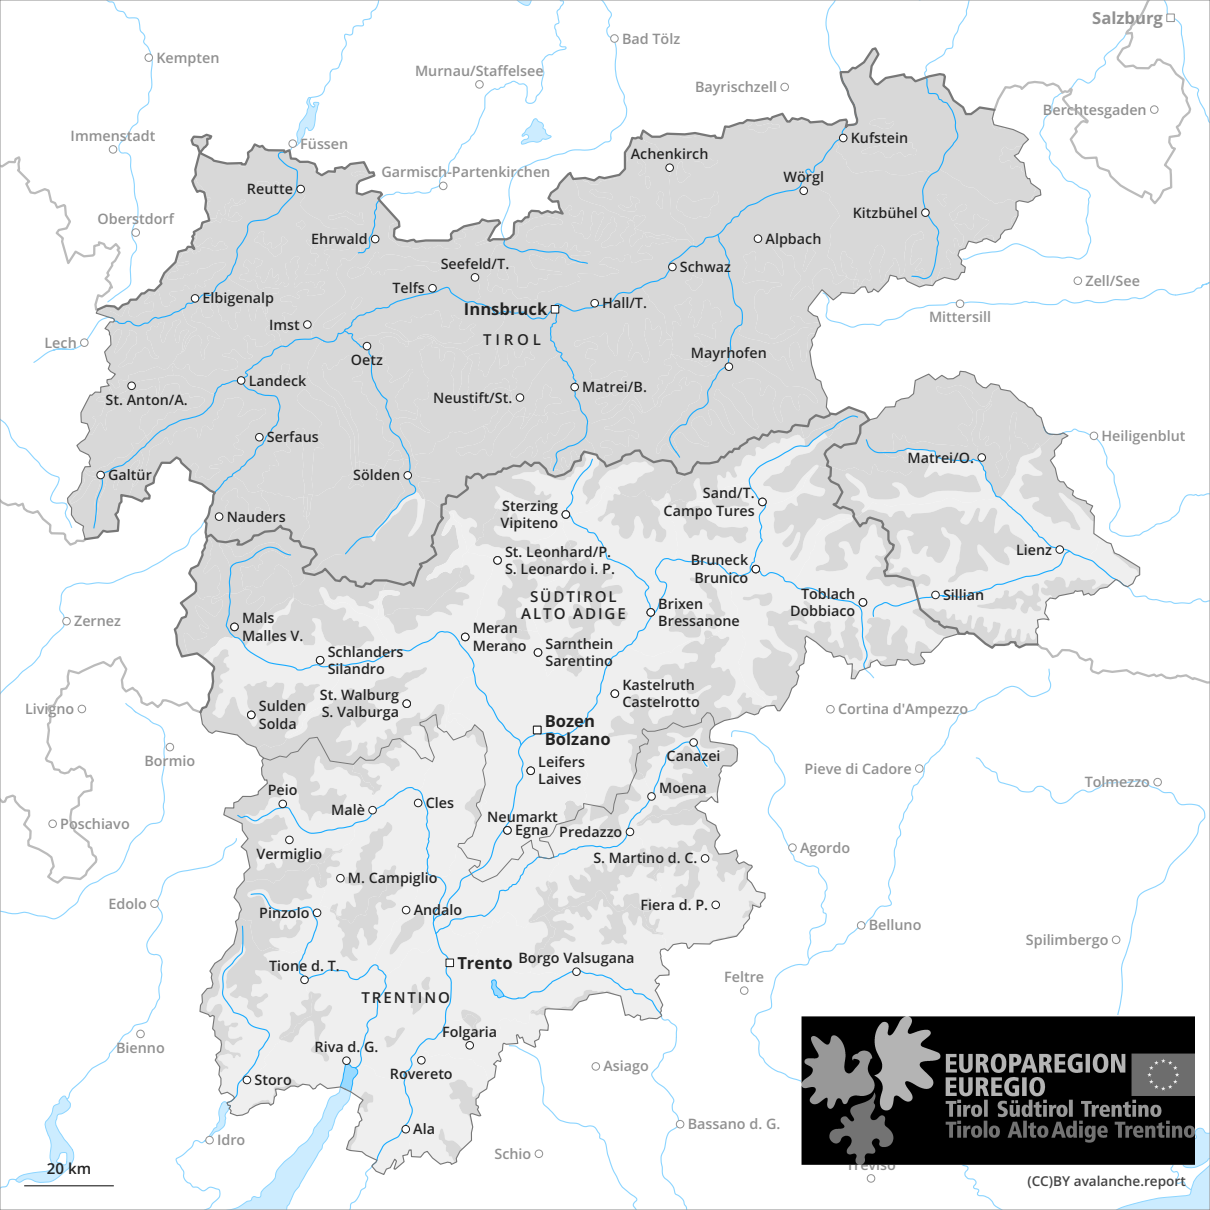 Salzburg
Kempten
Bad Tölz
Murnau/Staffelsee
Bayrischzell
Berchtesgaden
Immenstadt
Füssen
Kufstein
Achenkirch
Garmisch-Partenkirchen
Wörgl
Reutte
Oberstdorf
Kitzbühel
Ehrwald
Alpbach
Seefeld/T.
Schwaz
Zell/See
Telfs
Elbigenalp
Hall/T.
Innsbruck
Mittersill
Imst
TIROL
Lech
Oetz
Mayrhofen
Landeck
Matrei/B.
St. Anton/A.
Neustift/St.
Serfaus
Heiligenblut
Matrei/O.
Galtür
Sölden
Sand/T.
Campo Tures
Sterzing
Vipiteno
Nauders
St. Leonhard/P.
S. Leonardo i. P.
Lienz
Bruneck
Brunico
SÜDTIROL
ALTO ADIGE
Toblach
Dobbiaco
Sillian
Brixen
Bressanone
Zernez
Mals
Malles V.
Meran
Merano
Sarnthein
Sarentino
Schlanders
Silandro
Kastelruth
Castelrotto
St. Walburg
S. Valburga
Livigno
Sulden
Solda
Cortina d'Ampezzo
Bozen
Bolzano
Bormio
Canazei
Leifers
Laives
Pieve di Cadore
Tolmezzo
Peio
Moena
Malè
Cles
Neumarkt
Egna
Predazzo
Poschiavo
Vermiglio
Agordo
S. Martino d. C.
M. Campiglio
Edolo
Pinzolo
Andalo
Fiera d. P.
Belluno
Spilimbergo
Tione d. T.
Trento
Borgo Valsugana
Feltre
TRENTINO
Folgaria
Bienno
Riva d. G.
Asiago
Rovereto
Storo
EUROPAREGION
EUREGIO
Tirol Südtirol Trentino
Tirolo Alto Adige Trentino
Ala
Bassano d. G.
Idro
Schio
Treviso
20 km
(CC)BY avalanche.report